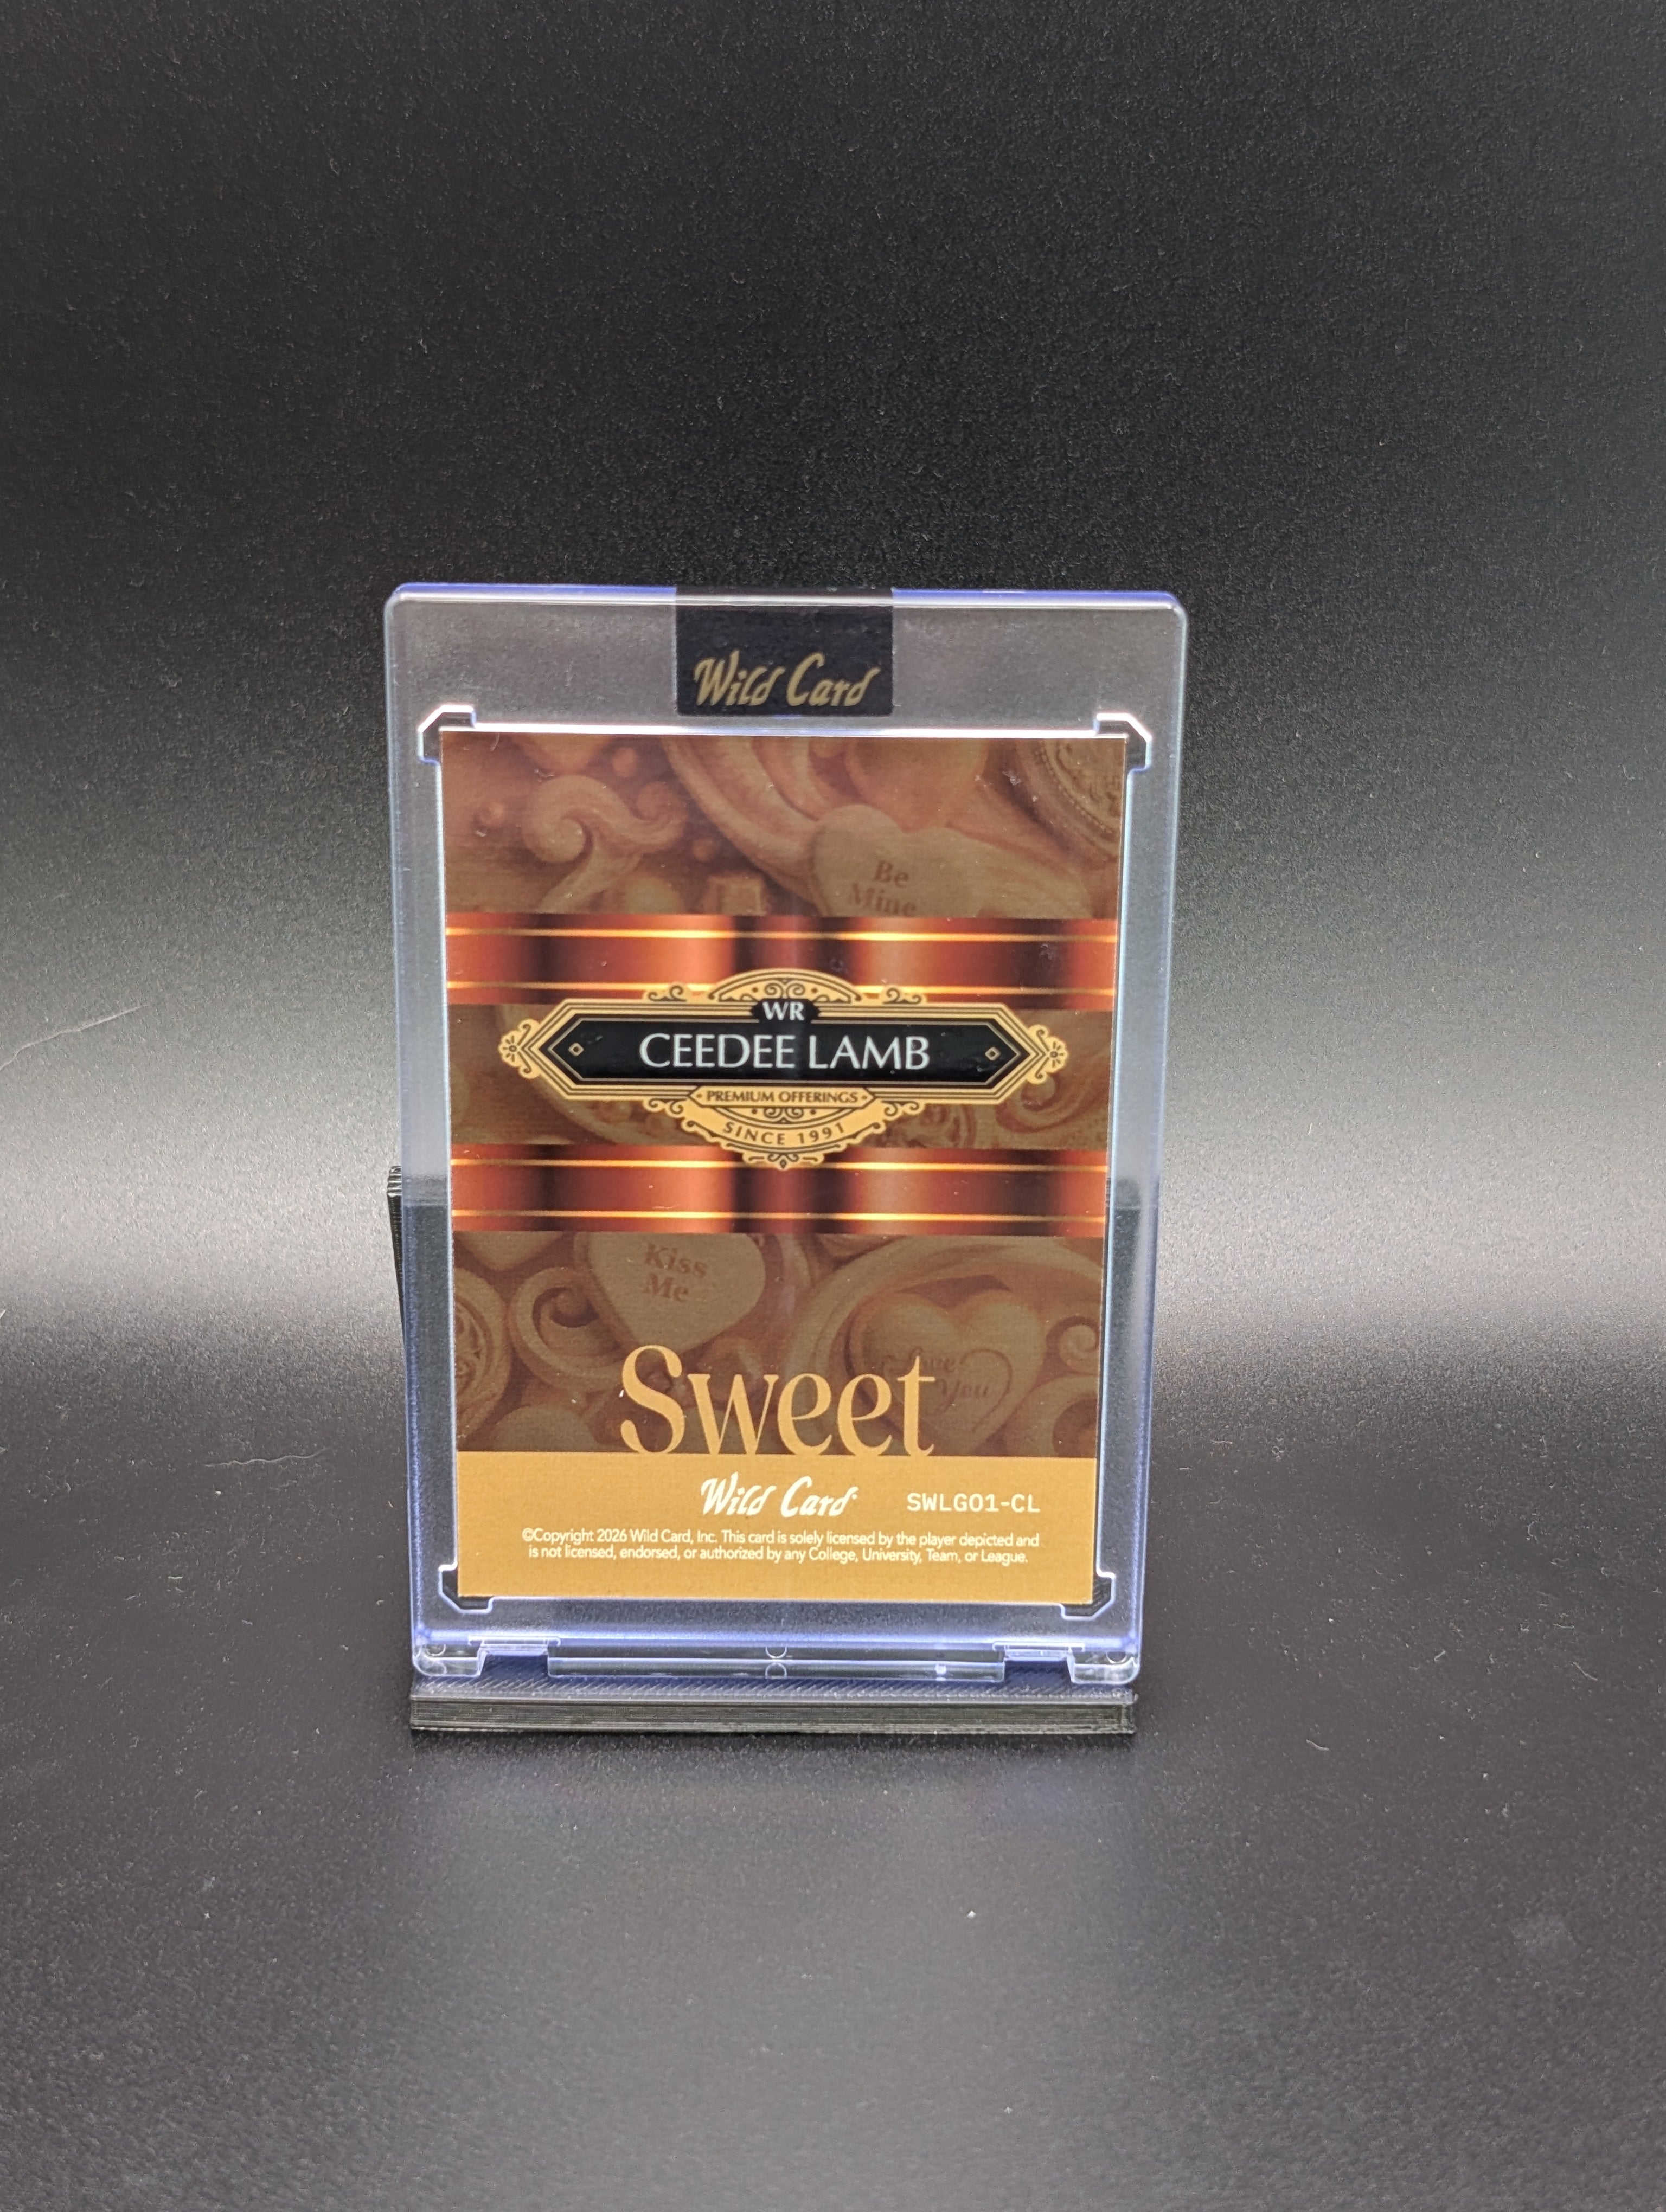 Wild Card
Be
Mine
WR
CEEDEE LAMB
PREMIUM OFFERINGS
SINCE 1991
Kiss
Me
Love
You
Sweet
Wild Card
SWLG01-CL
©Copyright 2026 Wild Card, Inc. This card is solely licensed by the player depicted and
is not licensed, endorsed, or authorized by any College, University, Team, or League.